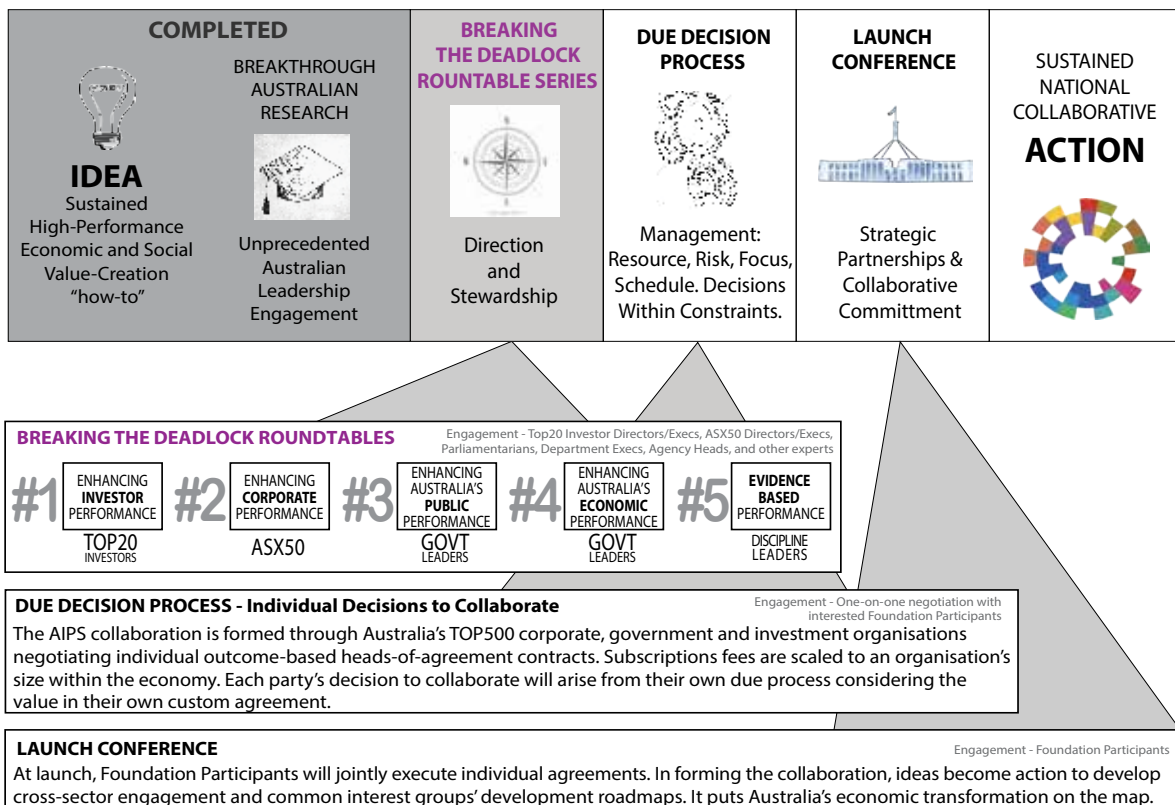 COMPLETED
IDEA
Sustained
High-Performance
Economic and Social
Value-Creation
“how-to”
BREAKTHROUGH
AUSTRALIAN
RESEARCH
Unprecedented
Australian
Leadership
Engagement
BREAKING
THE DEADLOCK
ROUNTABLE SERIES
Direction
and
Stewardship
DUE DECISION
PROCESS
Management:
Resource, Risk, Focus,
Schedule. Decisions
Within Constraints.
LAUNCH
CONFERENCE
Strategic
Partnerships &
Collaborative
Committment
SUSTAINED
NATIONAL
COLLABORATIVE
ACTION
BREAKING THE DEADLOCK ROUNDTABLES
Engagement - Top20 Investor Directors/Execs, ASX50 Directors/Execs,
Parliamentarians, Department Execs, Agency Heads, and other experts
#1
ENHANCING
INVESTOR
PERFORMANCE
TOP20
INVESTORS
#2
ENHANCING
CORPORATE
PERFORMANCE
ASX50
#3
ENHANCING
AUSTRALIA’S
PUBLIC
PERFORMANCE
GOVT
LEADERS
#4
ENHANCING
AUSTRALIA’S
ECONOMIC
PERFORMANCE
GOVT
LEADERS
#5
EVIDENCE
BASED
PERFORMANCE
DISCIPLINE
LEADERS
DUE DECISION PROCESS - Individual Decisions to Collaborate
Engagement - One-on-one negotiation with
interested Foundation Participants
The AIPS collaboration is formed through Australia’s TOP500 corporate, government and investment organisations
negotiating individual outcome-based heads-of-agreement contracts. Subscriptions fees are scaled to an organisation’s
size within the economy. Each party’s decision to collaborate will arise from their own due process considering the
value in their own custom agreement.
LAUNCH CONFERENCE
Engagement - Foundation Participants
At launch, Foundation Participants will jointly execute individual agreements. In forming the collaboration, ideas become action to develop
cross-sector engagement and common interest groups’ development roadmaps. It puts Australia’s economic transformation on the map.